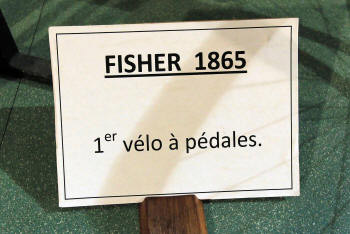 FISHER 1865
1er vélo à pédales.